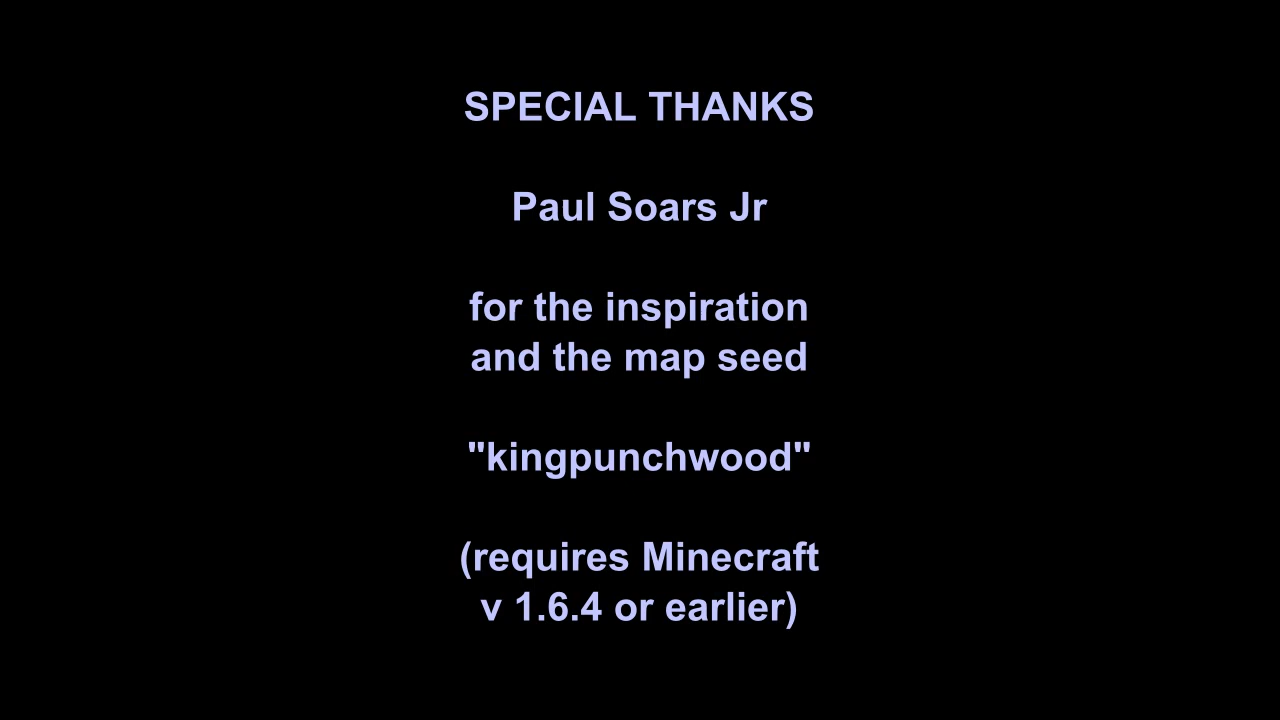 SPECIAL THANKS
Paul Soars Jr
for the inspiration
and the map seed
"kingpunchwood"
(requires Minecraft
v 1.6.4 or earlier)